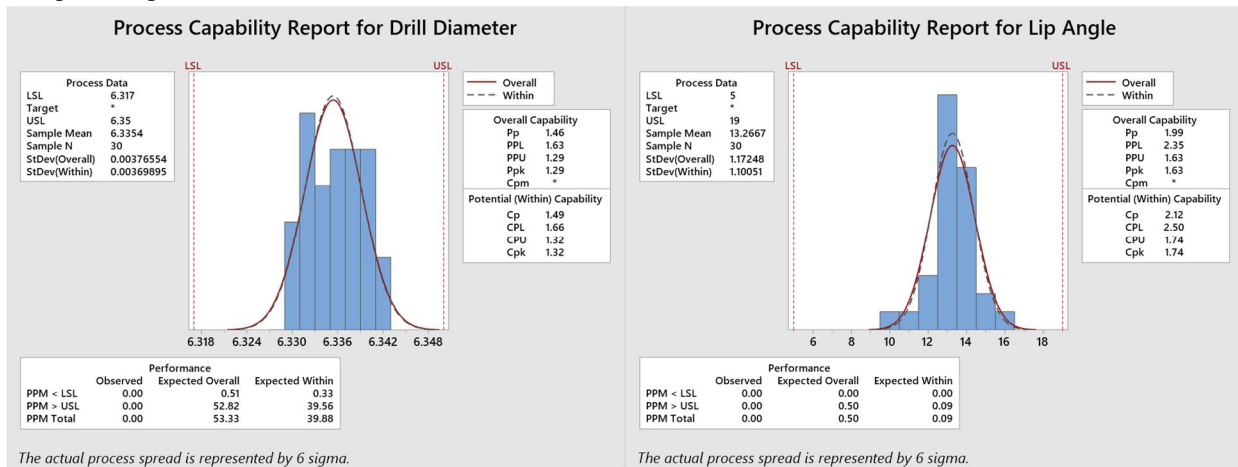 Process Capability Report for Drill Diameter
LSL USL
Process Data
LSL 6.317
Target *
USL 6.35
Sample Mean 6.3354
Sample N 30
StDev(Overall) 0.00376554
StDev(Within) 0.00369895
Overall
Within
Overall Capability
Pp 1.46
PPL 1.63
PPU 1.29
Ppk 1.29
Cpm *
Potential (Within) Capability
Cp 1.49
CPL 1.66
CPU 1.32
Cpk 1.32
6.318 6.324 6.330 6.336 6.342 6.348
Performance
Observed Expected Overall Expected Within
PPM < LSL 0.00 0.51 0.33
PPM > USL 0.00 52.82 39.56
PPM Total 0.00 53.33 39.88
The actual process spread is represented by 6 sigma.
Process Capability Report for Lip Angle
LSL USL
Process Data
LSL 5
Target *
USL 19
Sample Mean 13.2667
Sample N 30
StDev(Overall) 1.17248
StDev(Within) 1.10051
Overall
Within
Overall Capability
Pp 1.99
PPL 2.35
PPU 1.63
Ppk 1.63
Cpm *
Potential (Within) Capability
Cp 2.12
CPL 2.50
CPU 1.74
Cpk 1.74
6 8 10 12 14 16 18
Performance
Observed Expected Overall Expected Within
PPM < LSL 0.00 0.00 0.00
PPM > USL 0.00 0.50 0.09
PPM Total 0.00 0.50 0.09
The actual process spread is represented by 6 sigma.